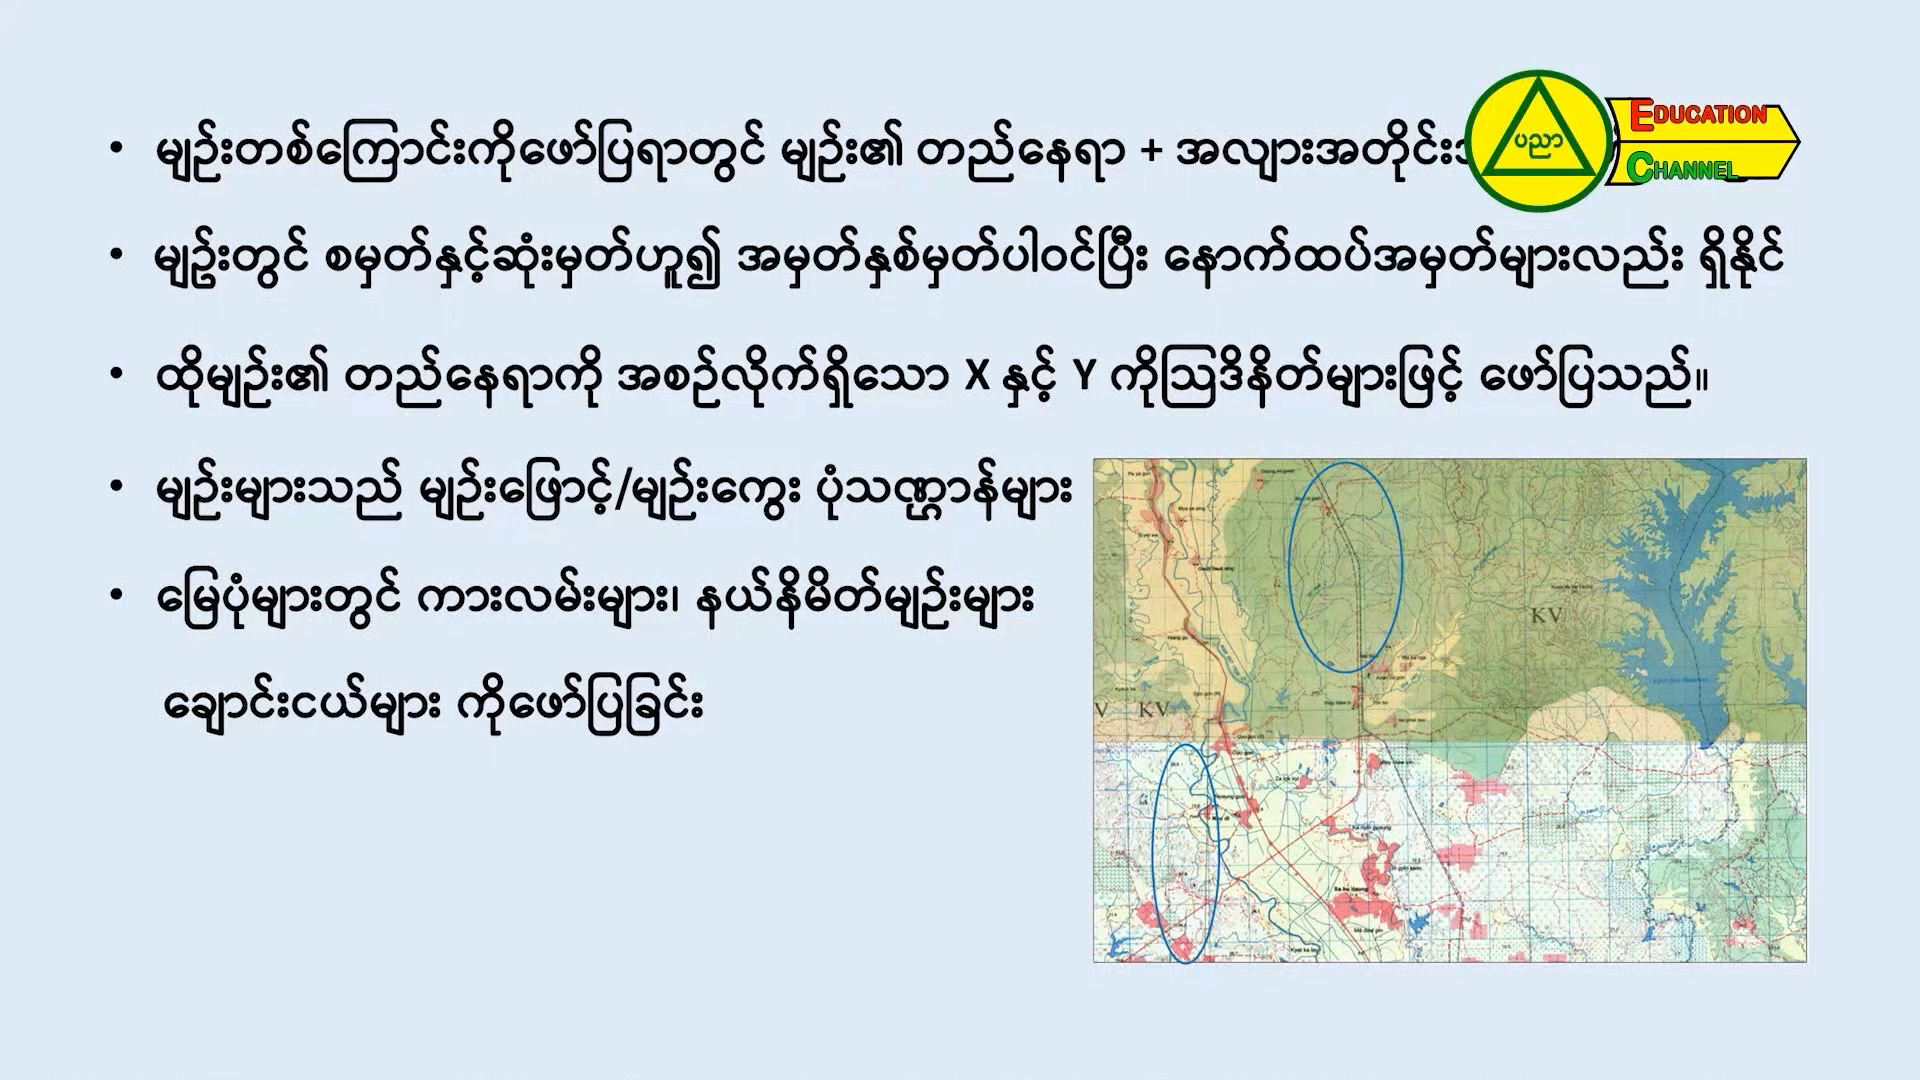 • မျဉ်းတစ်ကြောင်းကိုဖော်ပြရာတွင် မျဉ်း၏ တည်နေရာ + အလျားအတိုင်း
ပညာ
EDUCATION
CHANNEL
• မျဥ်းတွင် စမှတ်နှင့်ဆုံးမှတ်ဟူ၍ အမှတ်နှစ်မှတ်ပါဝင်ပြီး နောက်ထပ်အမှတ်များလည်း ရှိနိုင်
• ထိုမျဉ်း၏ တည်နေရာကို အစဉ်လိုက်ရှိသော X နှင့် Y ကိုဩဒိနိတ်များဖြင့် ဖော်ပြသည်။
• မျဉ်းများသည် မျဉ်းဖြောင့်/မျဉ်းကွေး ပုံသဏ္ဌာန်များ
• မြေပုံများတွင် ကားလမ်းများ၊ နယ်နိမိတ်မျဉ်းများ
ချောင်းငယ်များ ကိုဖော်ပြခြင်း
KV
V KV